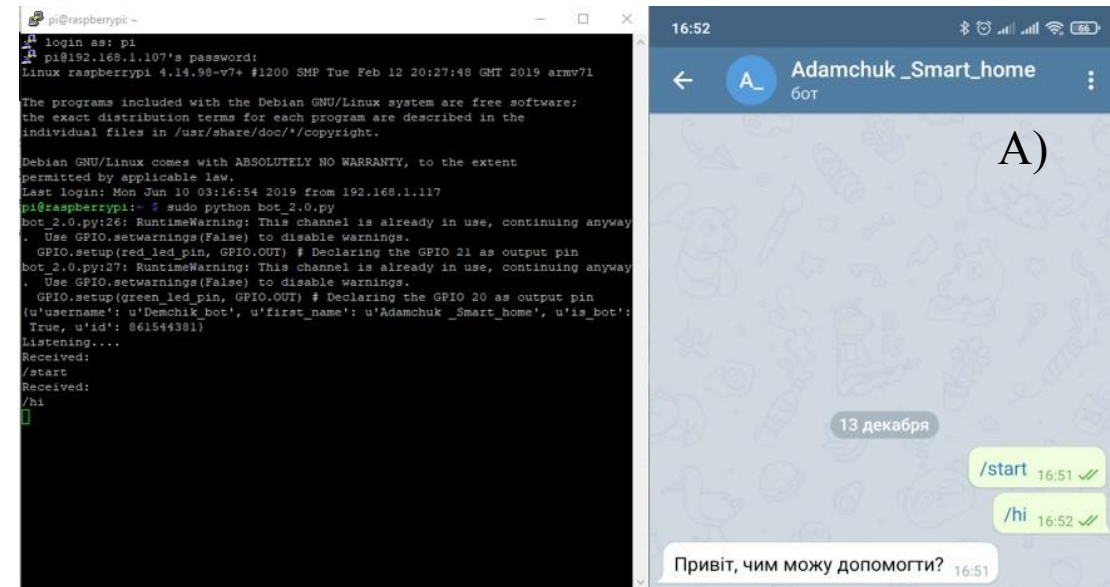 pi@raspberrypi: ~
login as: pi
pi@192.168.1.107's password:
Linux raspberrypi 4.14.98-v7+ #1200 SMP Tue Feb 12 20:27:48 GMT 2019 armv7l
The programs included with the Debian GNU/Linux system are free software;
the exact distribution terms for each program are described in the
individual files in /usr/share/doc/*/copyright.
Debian GNU/Linux comes with ABSOLUTELY NO WARRANTY, to the extent
permitted by applicable law.
Last login: Mon Jun 10 03:16:54 2019 from 192.168.1.117
pi@raspberrypi:~ $ sudo python bot_2.0.py
bot_2.0.py:26: RuntimeWarning: This channel is already in use, continuing anyway
.  Use GPIO.setwarnings(False) to disable warnings.
GPIO.setup(red_led_pin, GPIO.OUT) # Declaring the GPIO 21 as output pin
bot_2.0.py:27: RuntimeWarning: This channel is already in use, continuing anyway
.  Use GPIO.setwarnings(False) to disable warnings.
GPIO.setup(green_led_pin, GPIO.OUT) # Declaring the GPIO 20 as output pin
{u'username': u'Demchik_bot', u'first_name': u'Adamchuk _Smart_home', u'is_bot':
True, u'id': 861544381}
Listening....
Received:
/start
Received:
/hi
16:52
66
A_
Adamchuk _Smart_home
бот
A)
13 декабря
/start 16:51
/hi 16:52
Привіт, чим можу допомогти? 16:51